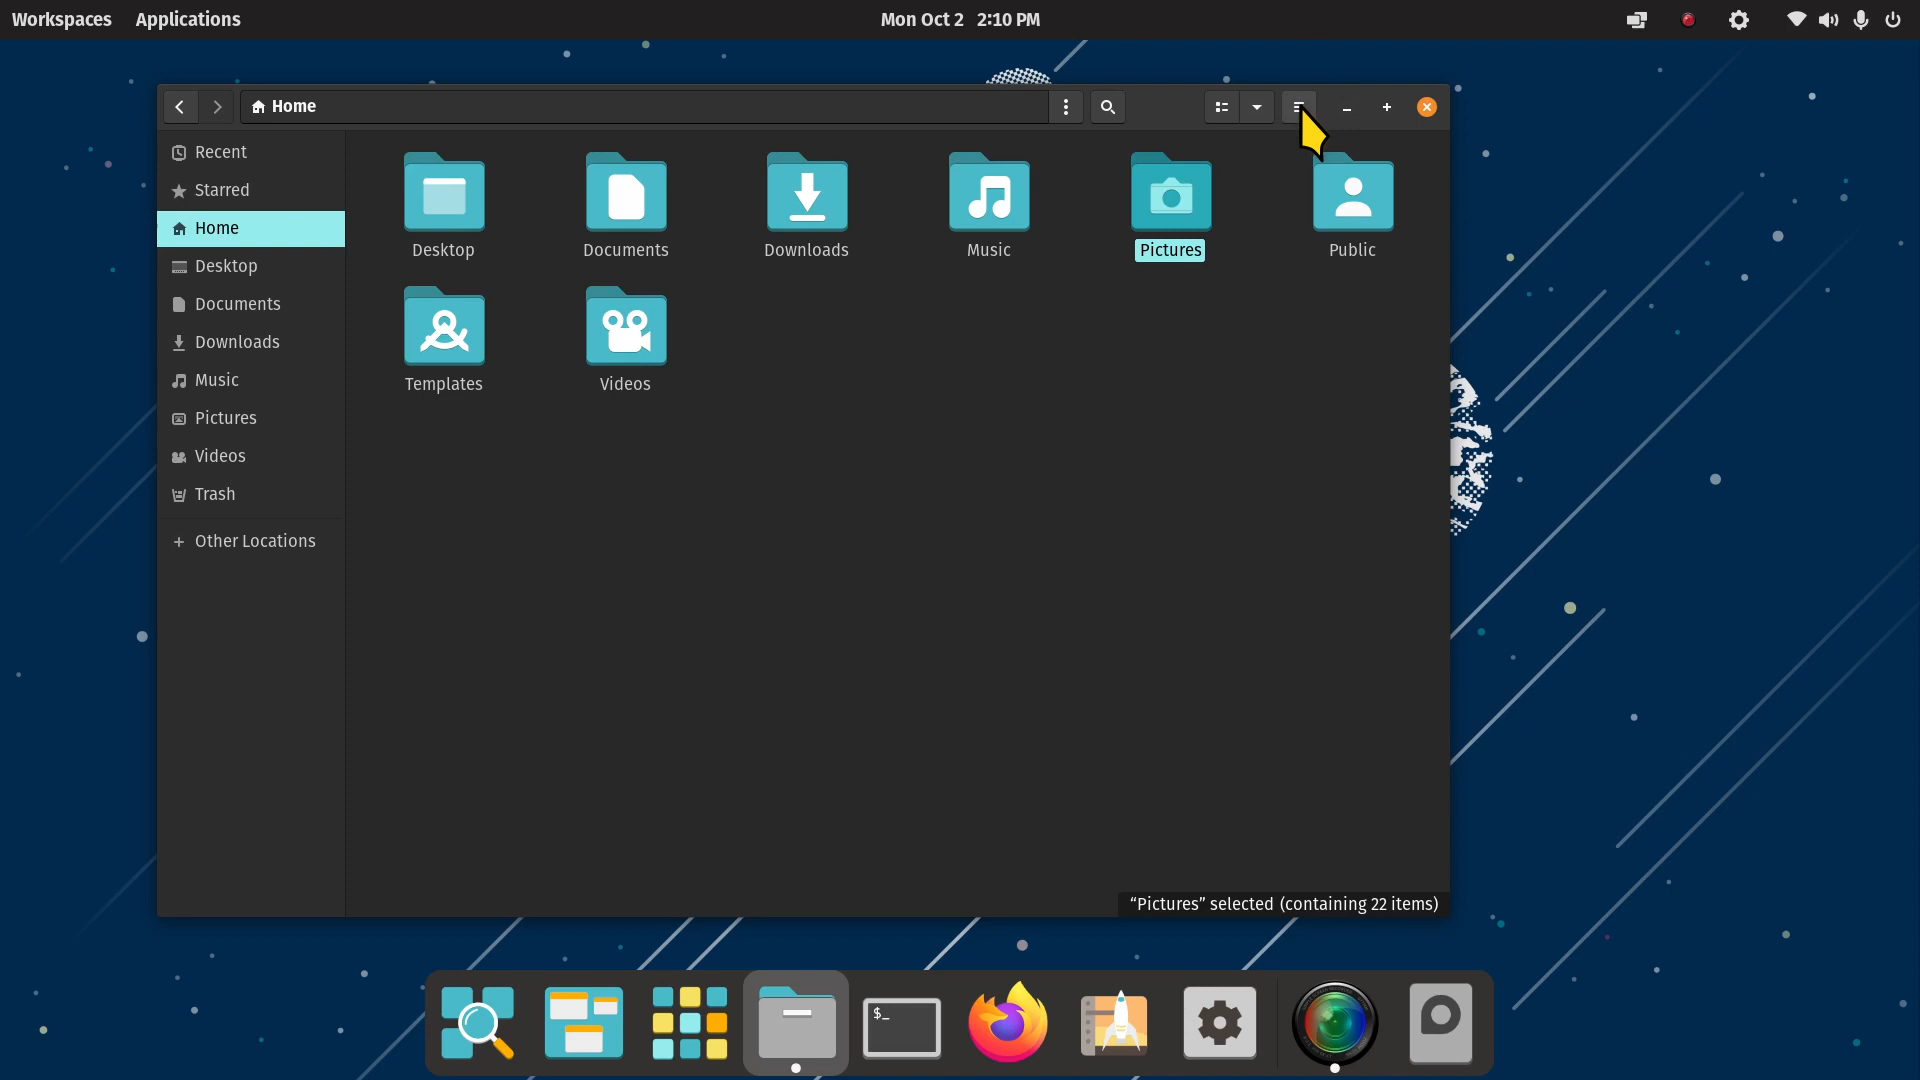 Workspaces Applications Mon Oct 2 2:10 PM
Home
Recent
Starred
Home
Desktop
Documents
Downloads
Music
Pictures
Videos
Trash
Other Locations
Desktop Documents Downloads Music Pictures Public
Templates Videos
“Pictures” selected (containing 22 items)
$_